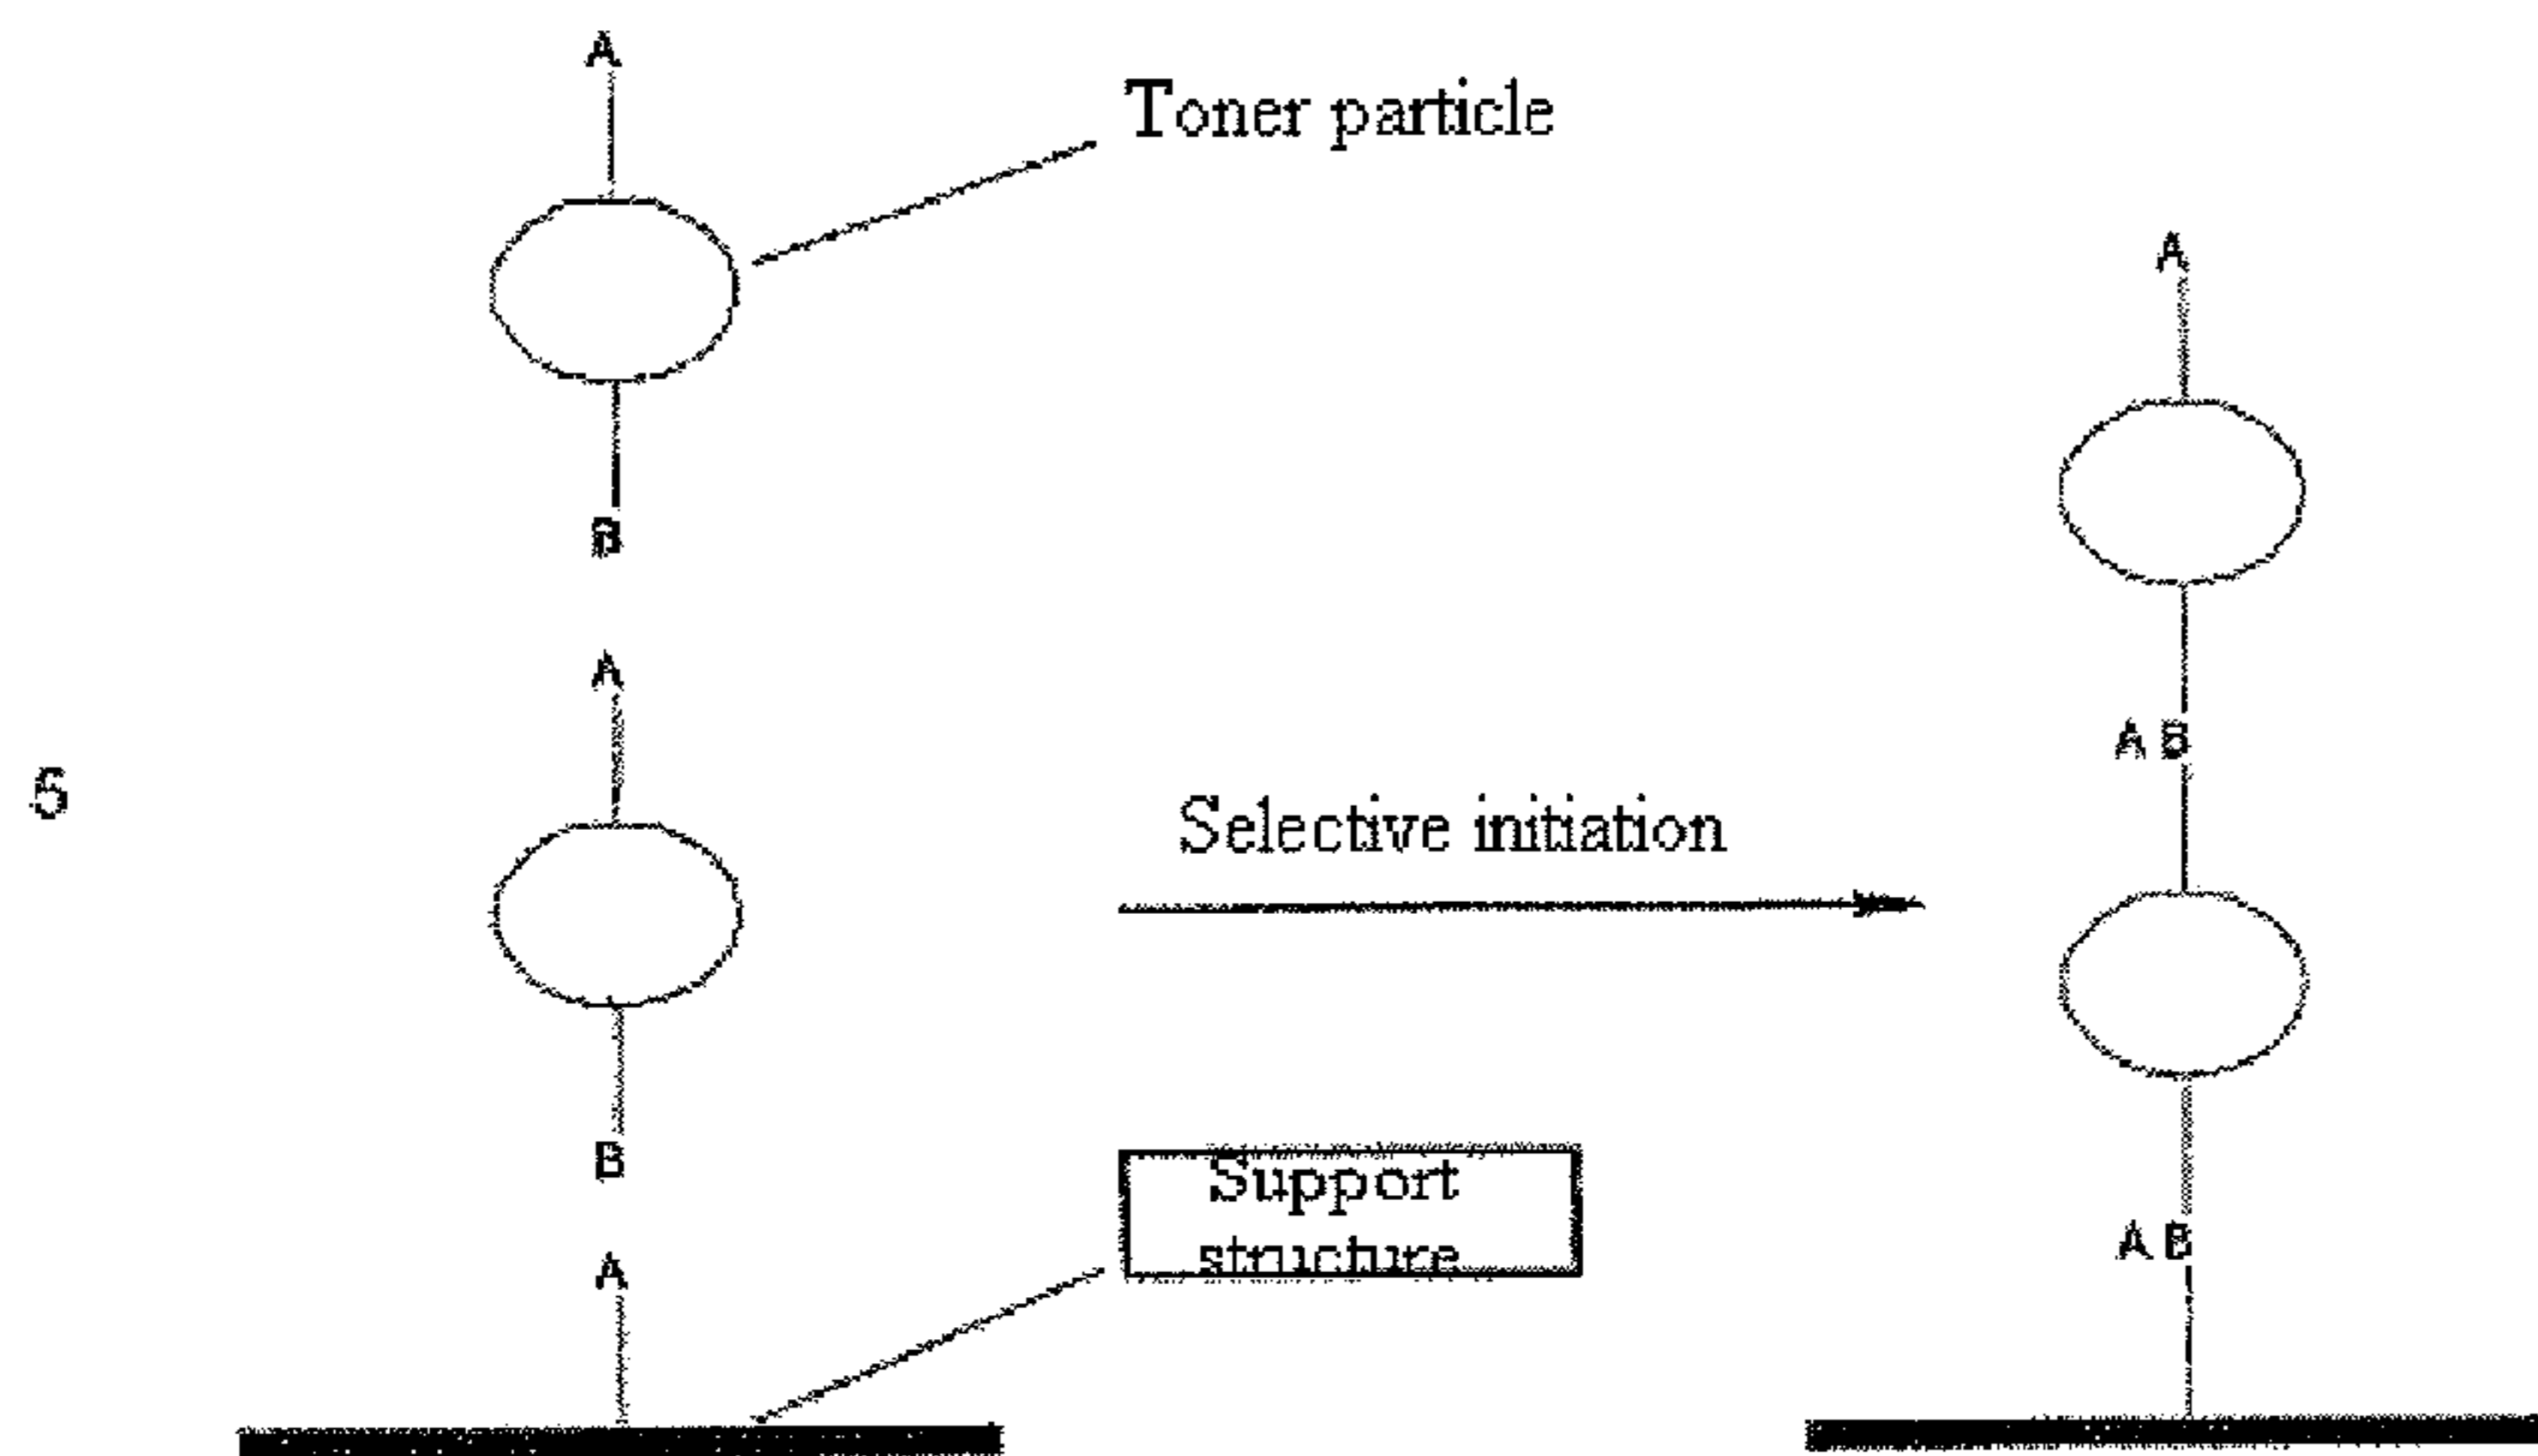 A
Toner particle
A
B
A
A B
5
Selective initiation
B
Support
structure
A B
A